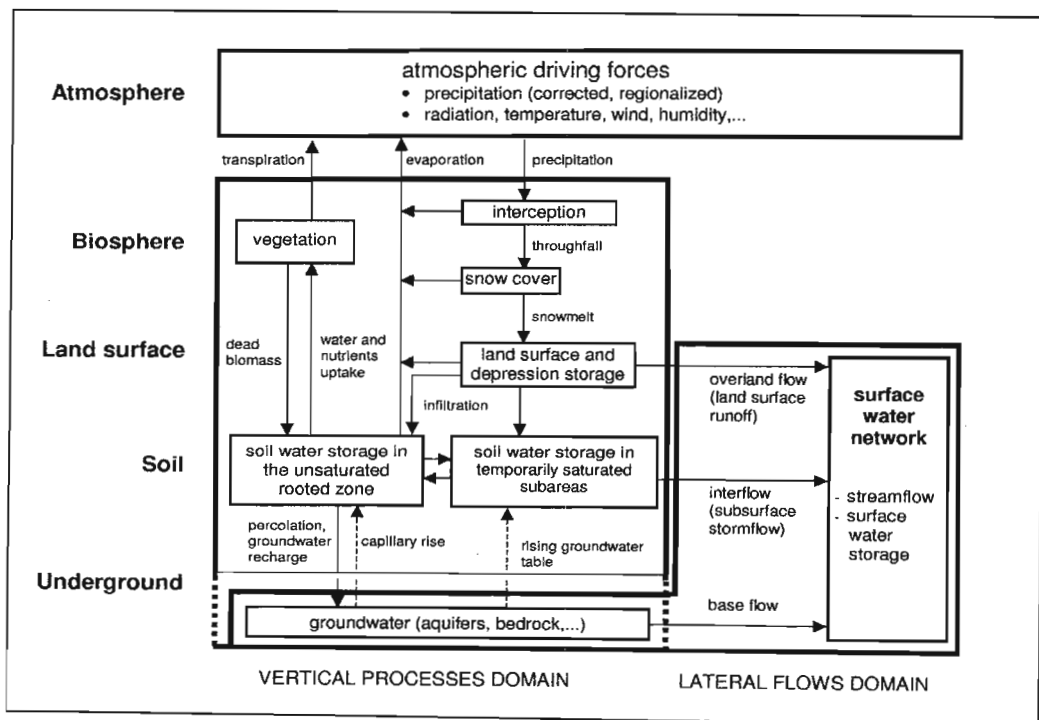 Atmosphere
atmospheric driving forces
• precipitation (corrected, regionalized)
• radiation, temperature, wind, humidity,...
transpiration
evaporation
precipitation
Biosphere
vegetation
interception
throughfall
snow cover
snowmelt
Land surface
dead
biomass
water and
nutrients
uptake
land surface and
depression storage
infiltration
overland flow
(land surface
runoff)
surface
water
network
- streamflow
- surface
water
storage
Soil
soil water storage in
the unsaturated
rooted zone
soil water storage in
temporarily saturated
subareas
interflow
(subsurface
stormflow)
percolation,
groundwater
recharge
capillary rise
rising groundwater
table
Underground
groundwater (aquifers, bedrock,...)
base flow
VERTICAL PROCESSES DOMAIN
LATERAL FLOWS DOMAIN